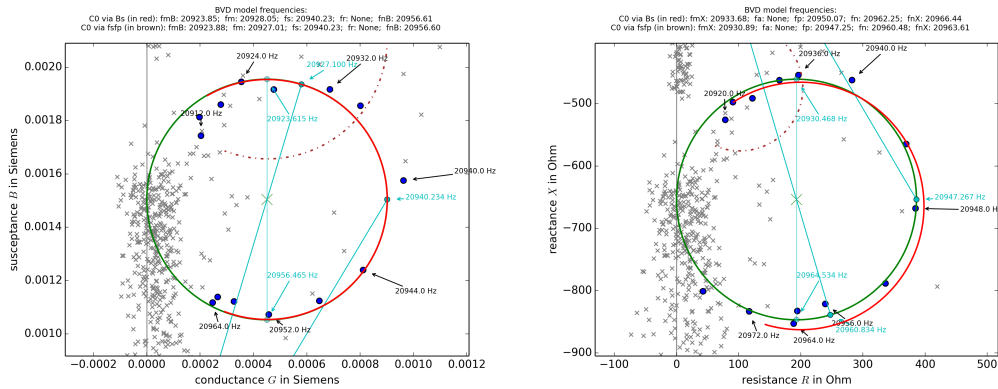 BVD model frequencies:
C0 via Bs (in red): fmB: 20923.85; fm: 20928.05; fs: 20940.23; fr: None; fnB: 20956.61
C0 via fsfp (in brown): fmB: 20923.88; fm: 20927.01; fs: 20940.23; fr: None; fnB: 20956.60
0.0020
0.0018
0.0016
0.0014
0.0012
0.0010
susceptance B in Siemens
20924.0 Hz
20927.100 Hz
20932.0 Hz
20912.0 Hz
20923.615 Hz
20940.0 Hz
20940.234 Hz
20956.465 Hz
20944.0 Hz
20964.0 Hz
20952.0 Hz
0.0000
0.0002
0.0004
0.0006
0.0008
0.0010
0.0012
conductance G in Siemens
BVD model frequencies:
C0 via Bs (in red): fmX: 20933.68; fa: None; fp: 20950.07; fn: 20962.25; fnX: 20966.44
C0 via fsfp (in brown): fmX: 20930.89; fa: None; fp: 20947.25; fn: 20960.48; fnX: 20963.61
−500
−600
−700
−800
−900
reactance X in Ohm
20936.0 Hz
20940.0 Hz
20920.0 Hz
20930.468 Hz
20947.267 Hz
20948.0 Hz
20964.534 Hz
20956.0 Hz
20960.834 Hz
20972.0 Hz
20964.0 Hz
−100
0
100
200
300
400
500
resistance R in Ohm